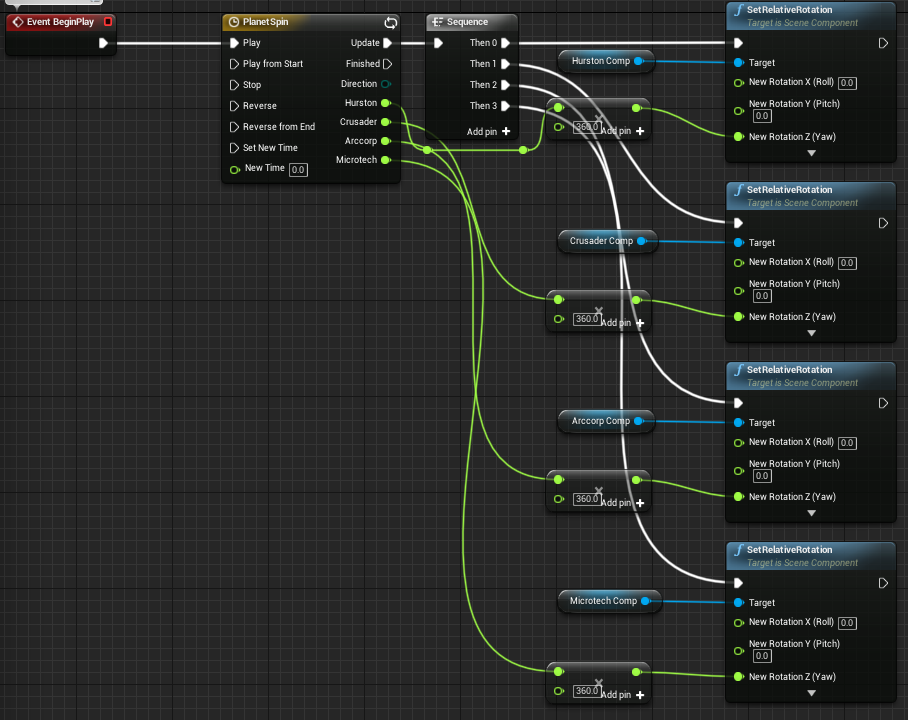 Event BeginPlay
PlanetSpin
Play
Play from Start
Stop
Reverse
Reverse from End
Set New Time
New Time 0.0
Update
Finished
Direction
Hurston
Crusader
Arccorp
Microtech
Sequence
Then 0
Then 1
Then 2
Then 3
Add pin +
Hurston Comp
360.0 Add pin +
SetRelativeRotation
Target is Scene Component
Target
New Rotation X (Roll) 0.0
New Rotation Y (Pitch)
0.0
New Rotation Z (Yaw)
Crusader Comp
360.0 Add pin +
SetRelativeRotation
Target is Scene Component
Target
New Rotation X (Roll) 0.0
New Rotation Y (Pitch)
0.0
New Rotation Z (Yaw)
Arccorp Comp
360.0 Add pin +
SetRelativeRotation
Target is Scene Component
Target
New Rotation X (Roll) 0.0
New Rotation Y (Pitch)
0.0
New Rotation Z (Yaw)
Microtech Comp
360.0 Add pin +
SetRelativeRotation
Target is Scene Component
Target
New Rotation X (Roll) 0.0
New Rotation Y (Pitch)
0.0
New Rotation Z (Yaw)